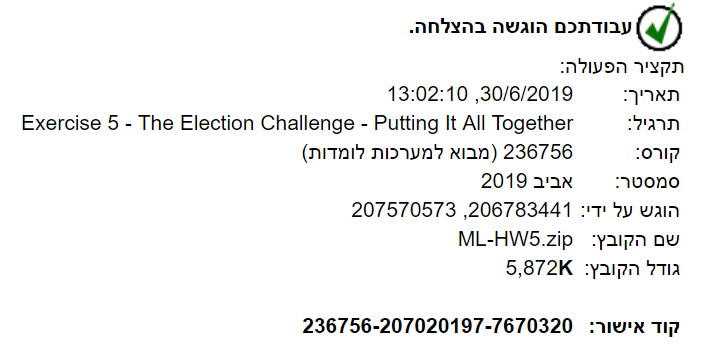 עבודתכם הוגשה בהצלחה.
תקציר הפעולה:
תאריך: 30/6/2019, 13:02:10
תרגיל: Exercise 5 - The Election Challenge - Putting It All Together
קורס: 236756 (מבוא למערכות לומדות)
סמסטר: אביב 2019
הוגש על ידי: 206783441, 207570573
שם הקובץ: ML-HW5.zip
גודל הקובץ: 5,872K
קוד אישור: 236756-207020197-7670320